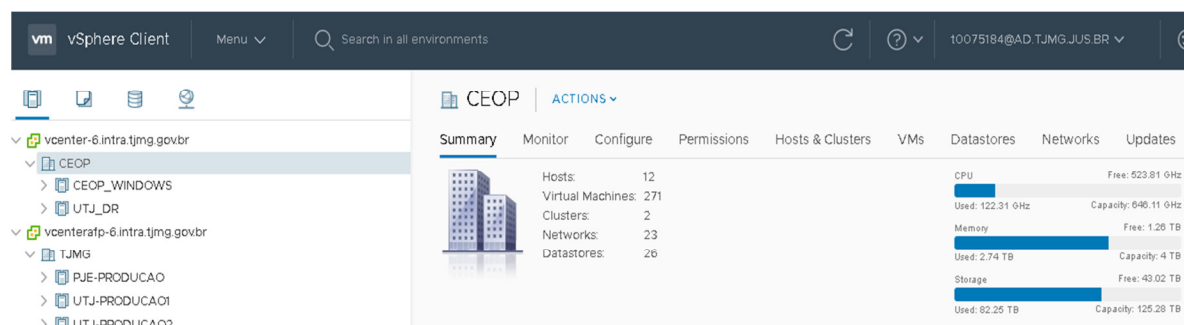 vm vSphere Client Menu Search in all environments t0075184@AD.TJMG.JUS.BR
CEOP ACTIONS
vcenter-6.intra.tjmg.gov.br
CEOP
CEOP_WINDOWS
UTJ_DR
vcenterafp-6.intra.tjmg.gov.br
TJMG
PJE-PRODUCAO
UTJ-PRODUCAO1
UTJ-PRODUCAO2
Summary Monitor Configure Permissions Hosts & Clusters VMs Datastores Networks Updates
Hosts: 12
Virtual Machines: 271
Clusters: 2
Networks: 23
Datastores: 26
CPU Free: 523.81 GHz
Used: 122.31 GHz Capacity: 646.11 GHz
Memory Free: 1.26 TB
Used: 2.74 TB Capacity: 4 TB
Storage Free: 43.02 TB
Used: 82.25 TB Capacity: 125.28 TB